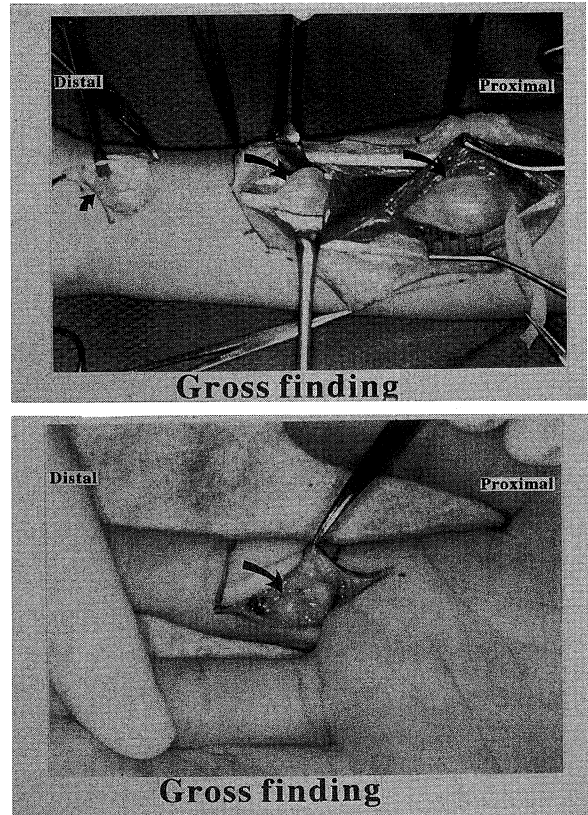 Distal
Proximal
Gross finding
Distal
Proximal
Gross finding